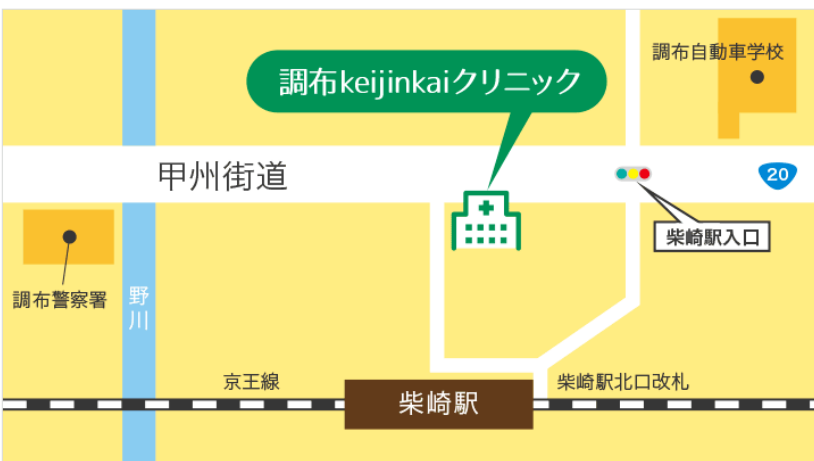 調布自動車学校
調布keijinkaiクリニック
甲州街道
20
柴崎駅入口
調布警察署
野川
京王線
柴崎駅
柴崎駅北口改札